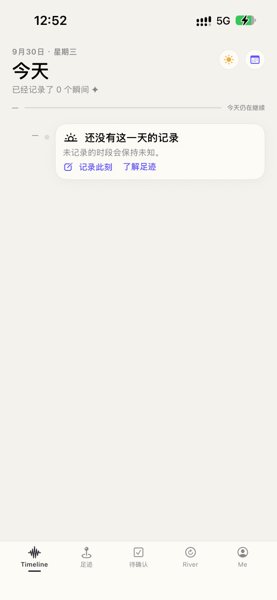 12:52
5G
9月30日 · 星期三
今天
已经记录了 0 个瞬间 ✦
今天仍在继续
还没有这一天的记录
未记录的时段会保持未知。
记录此刻 了解足迹
Timeline 足迹 待确认 River Me